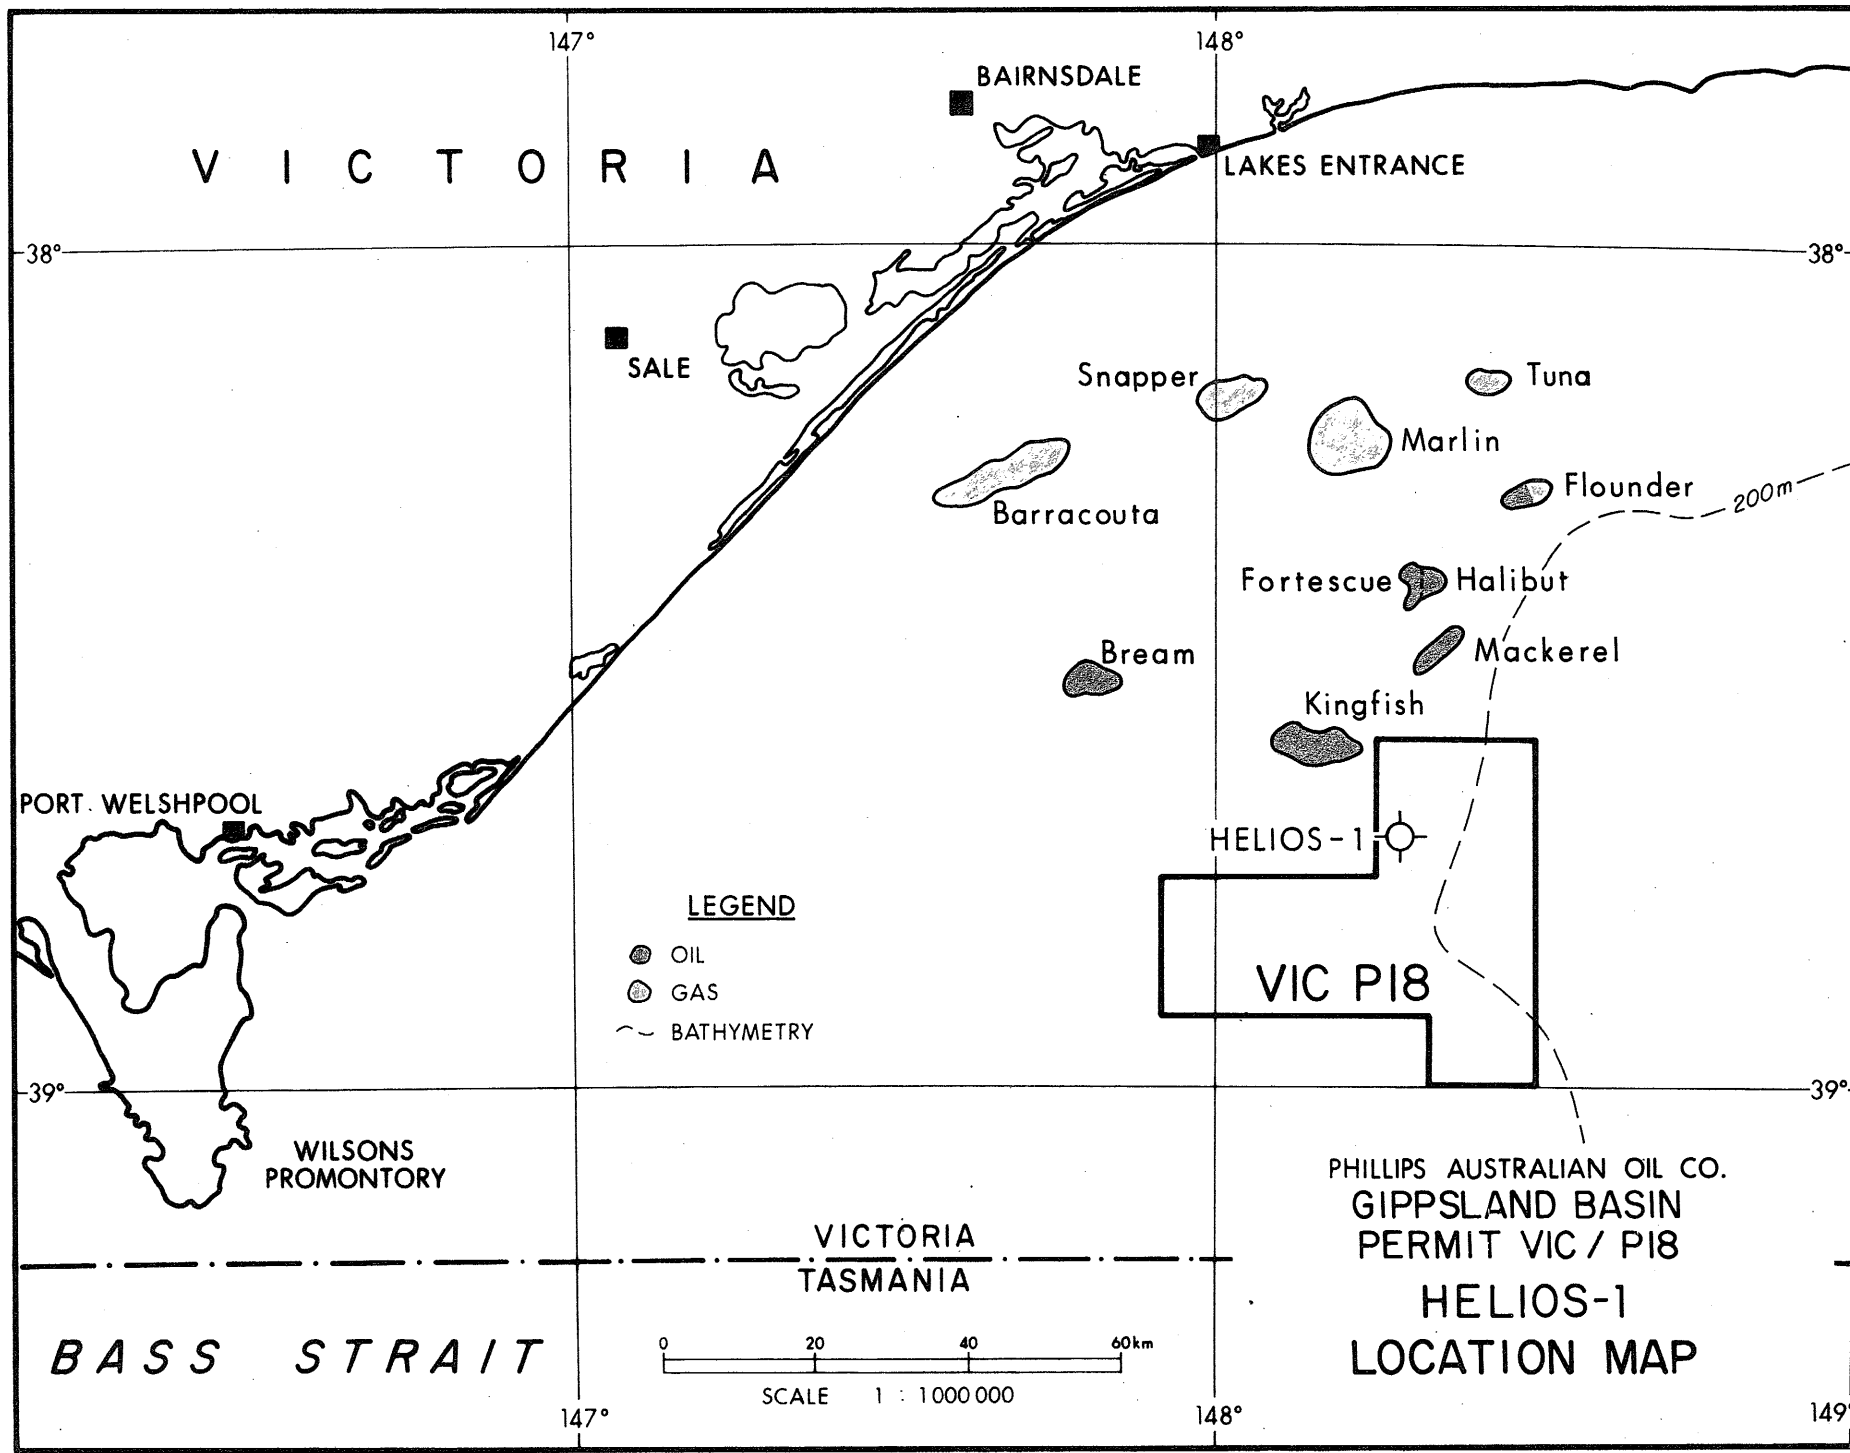 147°
148°
BAIRNSDALE
VICTORIA
LAKES ENTRANCE
38°
38°
SALE
Snapper
Tuna
Marlin
Barracouta
Flounder
200m
Fortescue
Halibut
Bream
Mackerel
Kingfish
PORT WELSHPOOL
HELIOS-1
LEGEND
OIL
GAS
BATHYMETRY
VIC P18
39°
39°
WILSONS
PROMONTORY
PHILLIPS AUSTRALIAN OIL CO.
GIPPSLAND BASIN
PERMIT VIC / P18
HELIOS-1
LOCATION MAP
VICTORIA
TASMANIA
BASS STRAIT
0 20 40 60km
SCALE 1 : 1000000
147°
148°
149°